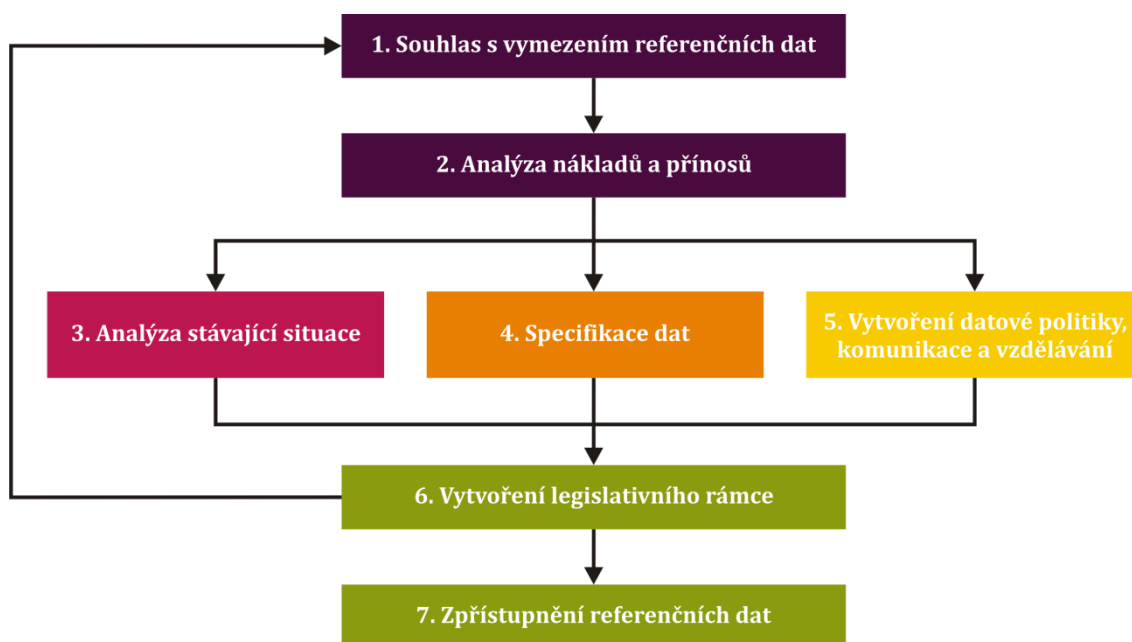 1. Souhlas s vymezením referenčních dat
2. Analýza nákladů a přínosů
3. Analýza stávající situace
4. Specifikace dat
5. Vytvoření datové politiky,
komunikace a vzdělávání
6. Vytvoření legislativního rámce
7. Zpřístupnění referenčních dat